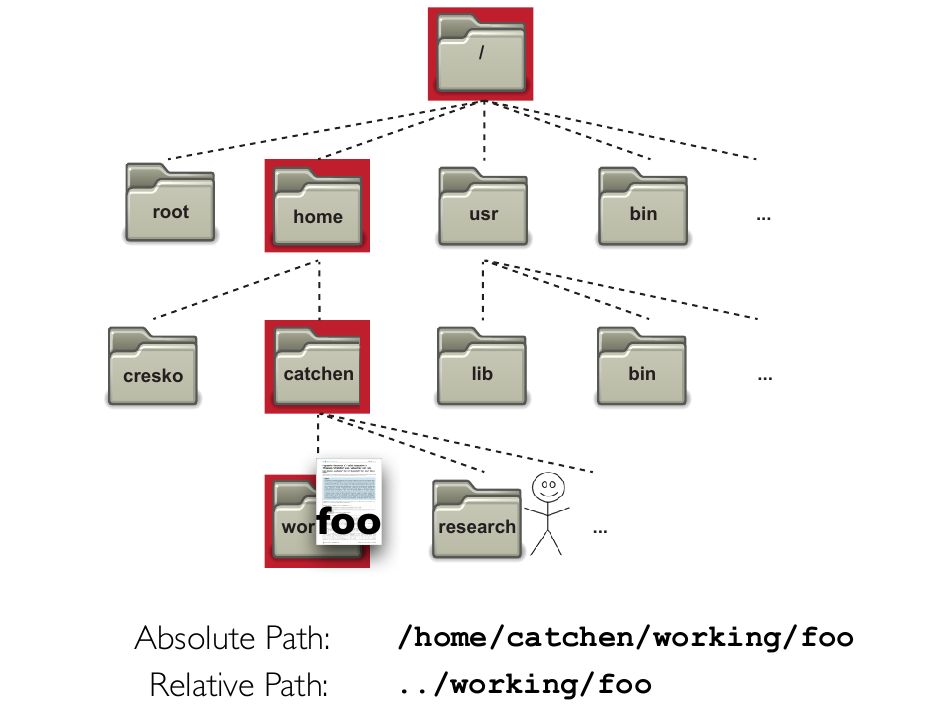 /
root home usr bin ...
cresko catchen lib bin ...
wor foo research ...
Absolute Path: /home/catchen/working/foo
Relative Path: ../working/foo